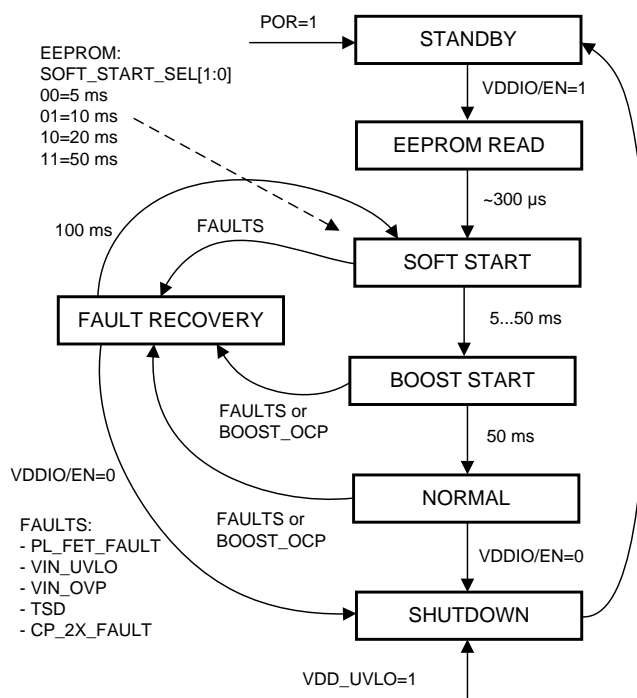 POR=1
STANDBY
EEPROM:
SOFT_START_SEL[1:0]
00=5 ms
01=10 ms
10=20 ms
11=50 ms
VDDIO/EN=1
EEPROM READ
~300 µs
100 ms
FAULTS
SOFT START
5...50 ms
FAULT RECOVERY
BOOST START
FAULTS or
BOOST_OCP
50 ms
VDDIO/EN=0
NORMAL
FAULTS or
BOOST_OCP
FAULTS:
- PL_FET_FAULT
- VIN_UVLO
- VIN_OVP
- TSD
- CP_2X_FAULT
VDDIO/EN=0
SHUTDOWN
VDD_UVLO=1